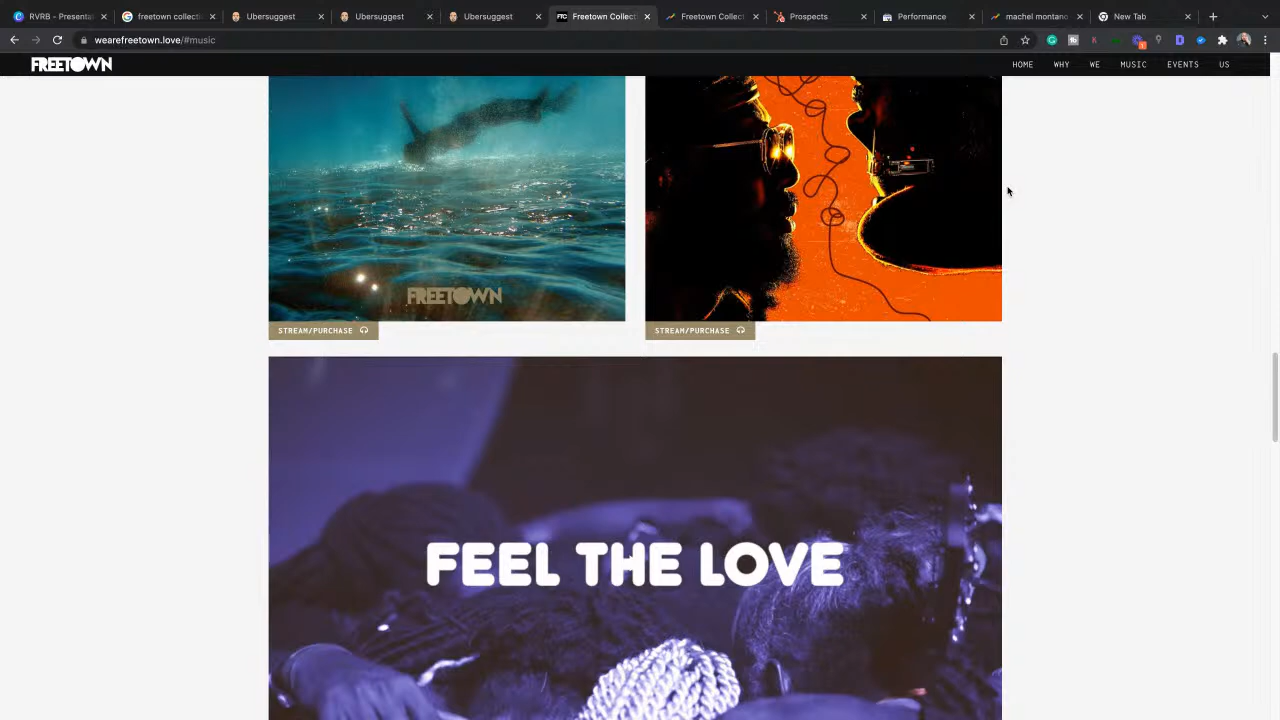 RVRB - Presenta
freetown collecti
Ubersuggest
Ubersuggest
Ubersuggest
FTC
Freetown Collect
Freetown Collect
Prospects
Performance
machel montano
New Tab
wearefreetown.love/#music
FREETOWN
HOME WHY WE MUSIC EVENTS US
FREETOWN
STREAM/PURCHASE
STREAM/PURCHASE
FEEL THE LOVE